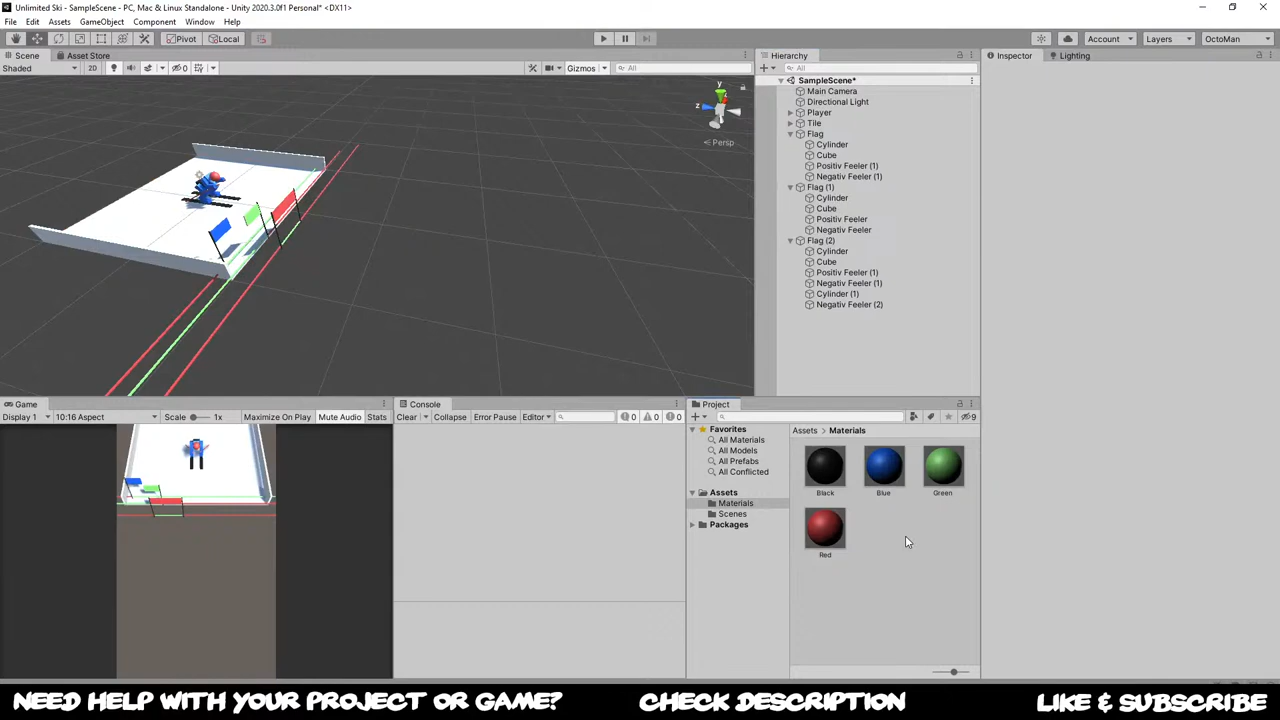 Unlimited Ski - SampleScene - PC, Mac & Linux Standalone - Unity 2020.3.0f1 Personal* <DX11>
File Edit Assets GameObject Component Window Help
Pivot Local Account Layers OctoMan
Scene Asset Store
Shaded 2D 0 Gizmos All
y
z
Persp
Hierarchy
All
SampleScene*
Main Camera
Directional Light
Player
Tile
Flag
Cylinder
Cube
Positiv Feeler (1)
Negativ Feeler (1)
Flag (1)
Cylinder
Cube
Positiv Feeler
Negativ Feeler
Flag (2)
Cylinder
Cube
Positiv Feeler (1)
Negativ Feeler (1)
Cylinder (1)
Negativ Feeler (2)
Inspector Lighting
Game
Display 1 10:16 Aspect Scale 1x Maximize On Play Mute Audio Stats
Console
Clear Collapse Error Pause Editor 0 0 0
Project
9
Favorites
All Materials
All Models
All Prefabs
All Conflicted
Assets
Materials
Scenes
Packages
Assets > Materials
Black Blue Green
Red
NEED HELP WITH YOUR PROJECT OR GAME? CHECK DESCRIPTION LIKE & SUBSCRIBE